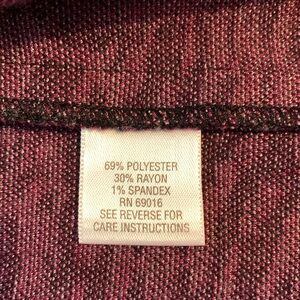 69% POLYESTER
30% RAYON
1% SPANDEX
RN 69016
SEE REVERSE FOR
CARE INSTRUCTIONS